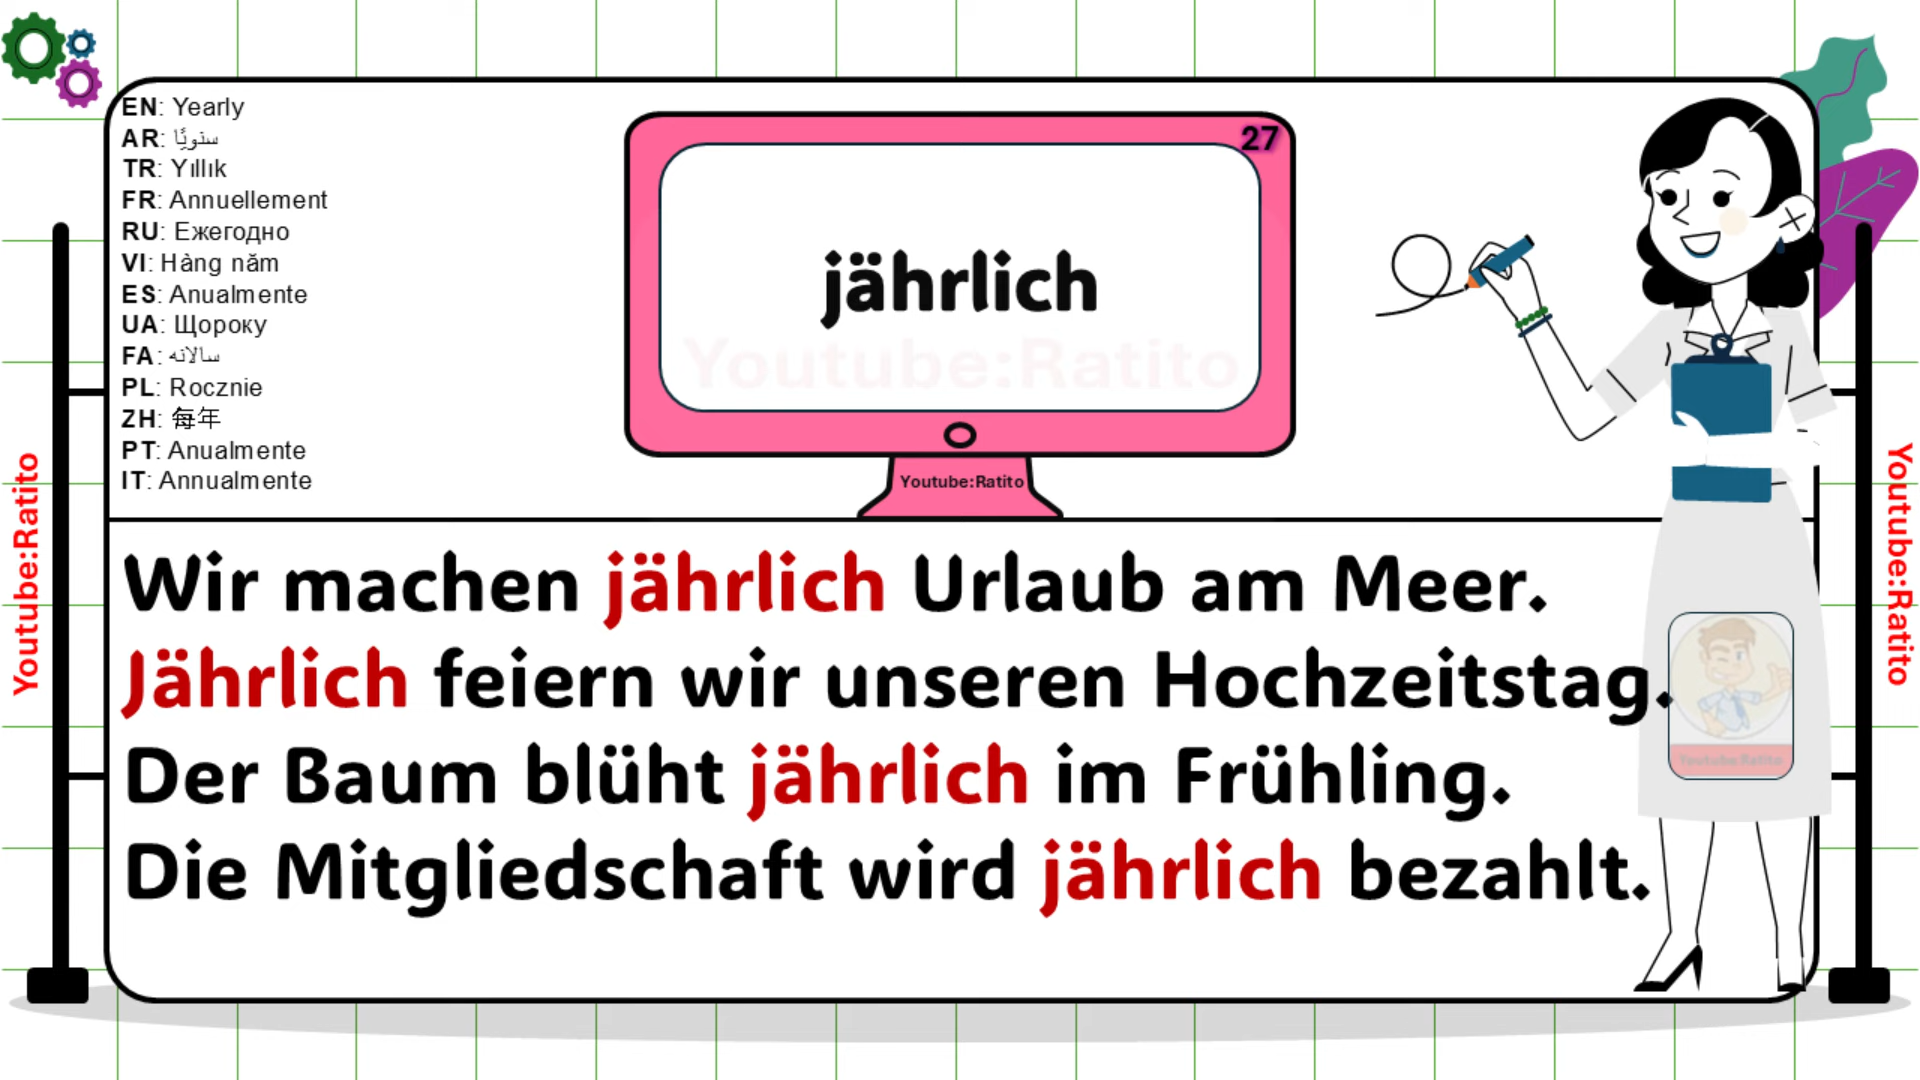 EN: Yearly
AR: سنويًا
TR: Yıllık
FR: Annuellement
RU: Ежегодно
VI: Hàng năm
ES: Anualmente
UA: Щороку
FA: سالانه
PL: Rocznie
ZH: 每年
PT: Anualmente
IT: Annualmente
27
jährlich
Youtube:Ratito
Youtube:Ratito
Wir machen jährlich Urlaub am Meer.
Jährlich feiern wir unseren Hochzeitstag.
Der Baum blüht jährlich im Frühling.
Die Mitgliedschaft wird jährlich bezahlt.
Youtube:Ratito
Youtube:Ratito
Youtube:Ratito